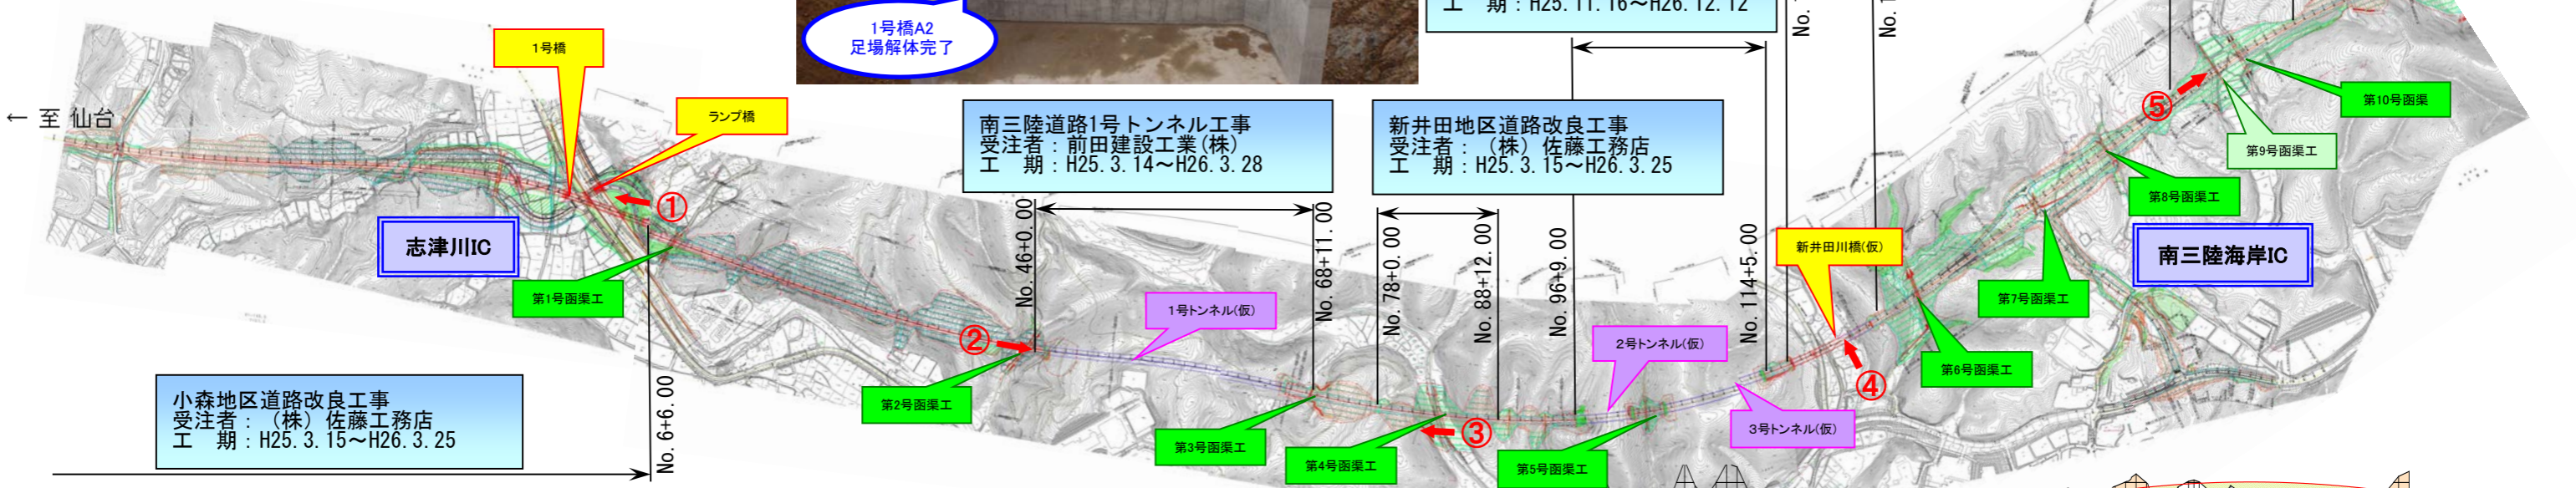 1号橋A2
足場解体完了
工　期：H25.11.16～H26.12.12
1号橋
ランプ橋
← 至 仙台
南三陸道路1号トンネル工事
受注者：前田建設工業(株)
工　期：H25.3.14～H26.3.28
新井田地区道路改良工事
受注者：（株）佐藤工務店
工　期：H25.3.15～H26.3.25
⑤
第10号函渠
第9号函渠工
第8号函渠工
①
志津川IC
第1号函渠工
No.46+0.00
No.68+11.00
No.78+0.00
No.88+12.00
No.96+9.00
No.114+5.00
新井田川橋(仮)
南三陸海岸IC
第7号函渠工
1号トンネル(仮)
②
2号トンネル(仮)
第6号函渠工
④
第2号函渠工
小森地区道路改良工事
受注者：（株）佐藤工務店
工　期：H25.3.15～H26.3.25
No.6+6.00
第3号函渠工
③
第4号函渠工
第5号函渠工
3号トンネル(仮)